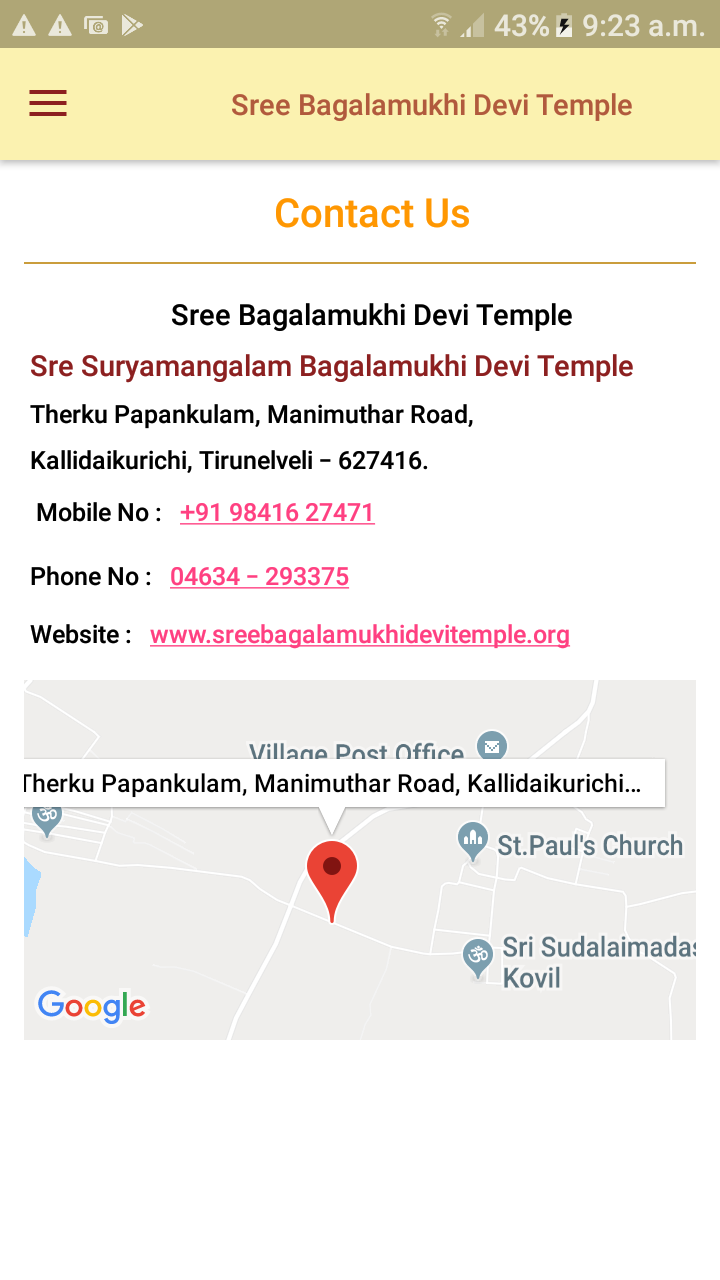 43% 9:23 a.m.
Sree Bagalamukhi Devi Temple
Contact Us
Sree Bagalamukhi Devi Temple
Sre Suryamangalam Bagalamukhi Devi Temple
Therku Papankulam, Manimuthar Road,
Kallidaikurichi, Tirunelveli – 627416.
Mobile No : +91 98416 27471
Phone No : 04634 – 293375
Website : www.sreebagalamukhidevitemple.org
Village Post Office
Therku Papankulam, Manimuthar Road, Kallidaikurichi...
ॐ
St.Paul's Church
ॐ
Sri Sudalaimadas
Kovil
Google